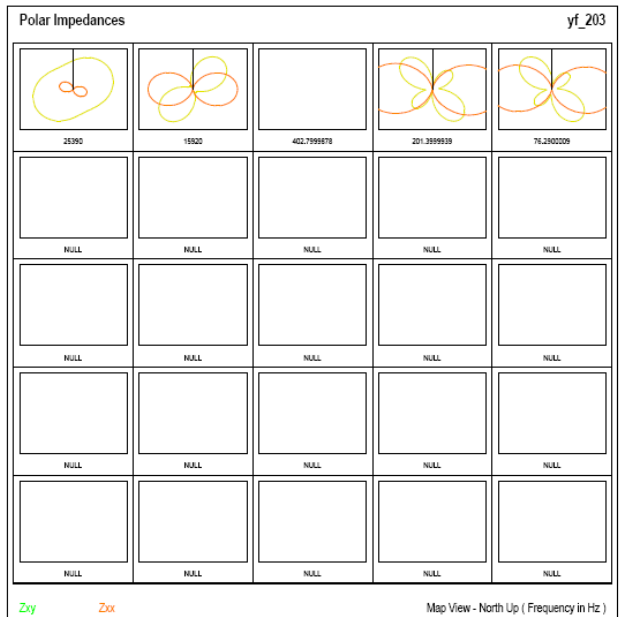 Polar Impedances yf_203
25390 15920 402.7999878 201.3999939 76.2900009
NULL NULL NULL NULL NULL
NULL NULL NULL NULL NULL
NULL NULL NULL NULL NULL
NULL NULL NULL NULL NULL
Zxy Zxx Map View - North Up ( Frequency in Hz )